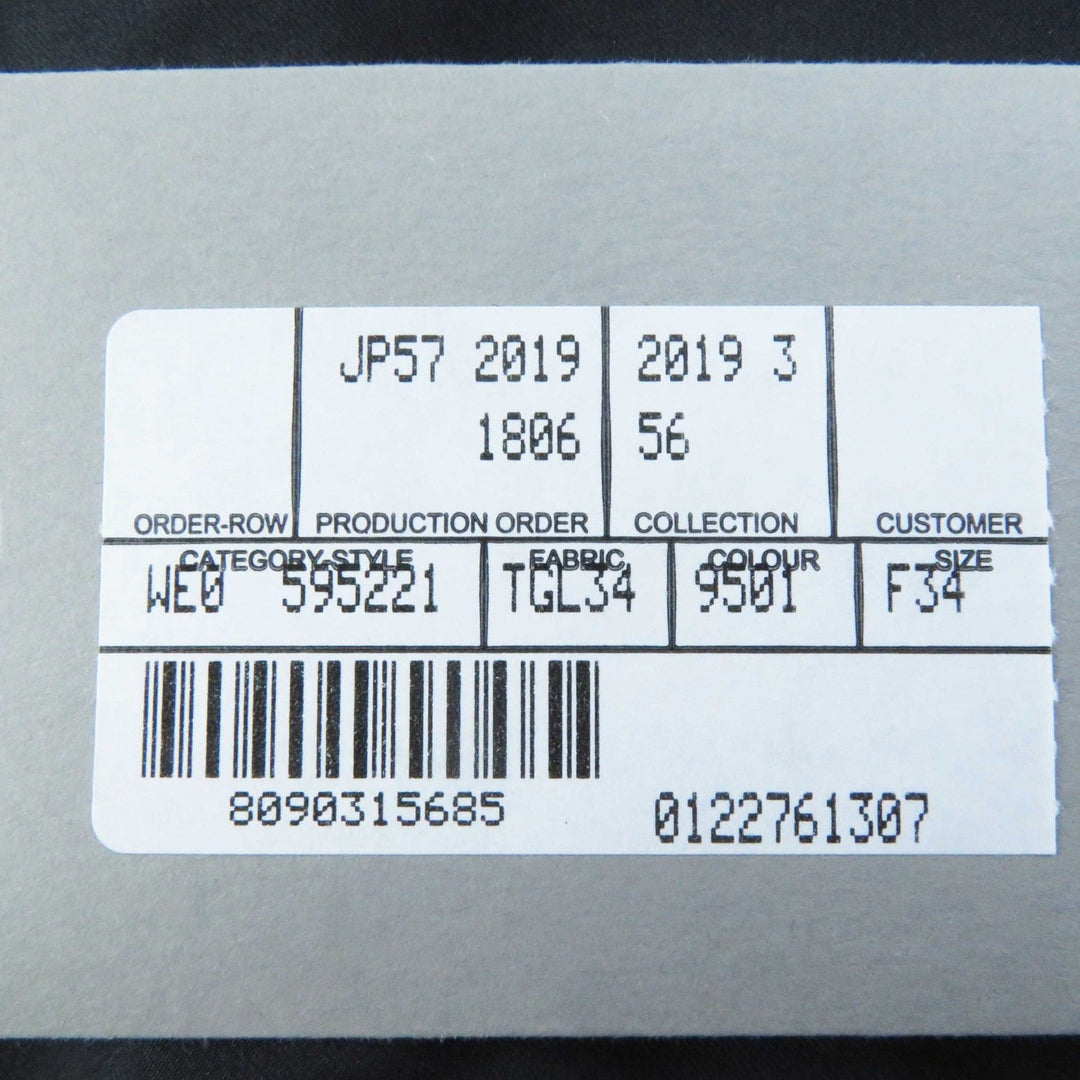 JP57 2019 2019 3
1806 56
ORDER-ROW PRODUCTION ORDER COLLECTION CUSTOMER
CATEGORY-STYLE FABRIC COLOUR SIZE
WE0 595221 TGL34 9501 F34
8090315685 0122761307